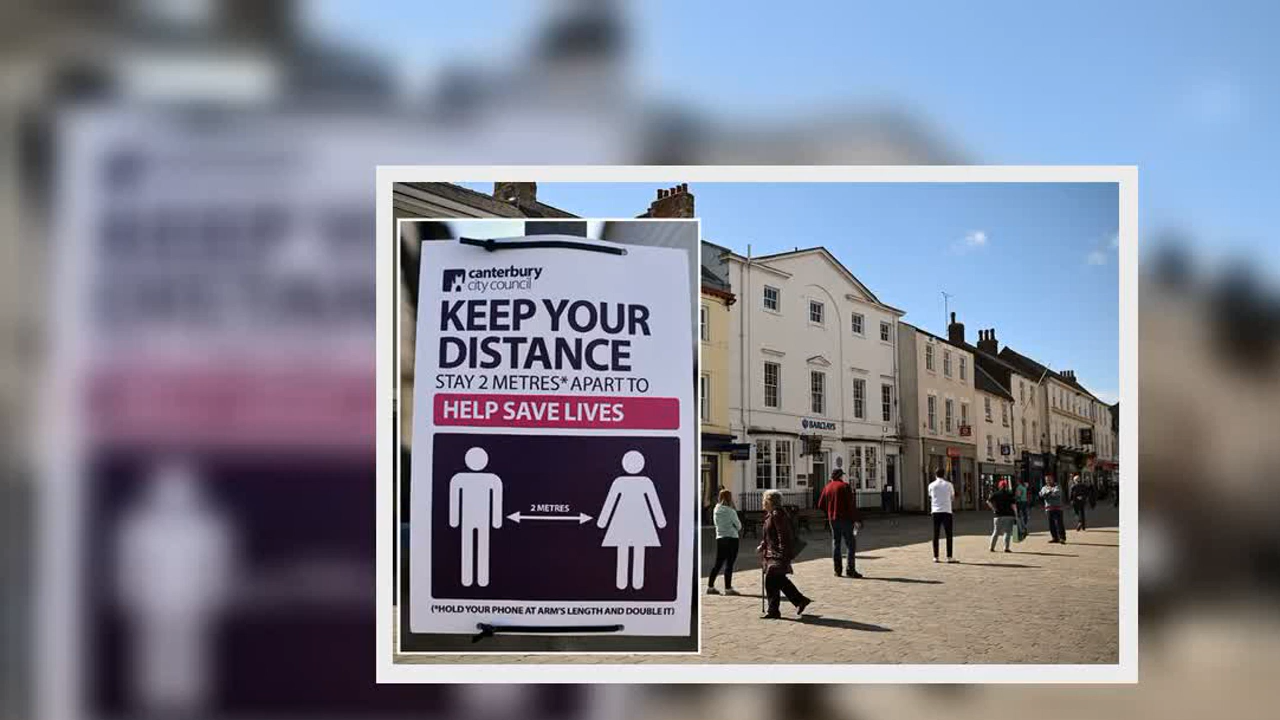 canterbury
city council
KEEP YOUR
DISTANCE
STAY 2 METRES* APART TO
HELP SAVE LIVES
2 METRES
(*HOLD YOUR PHONE AT ARM'S LENGTH AND DOUBLE IT)
BARCLAYS